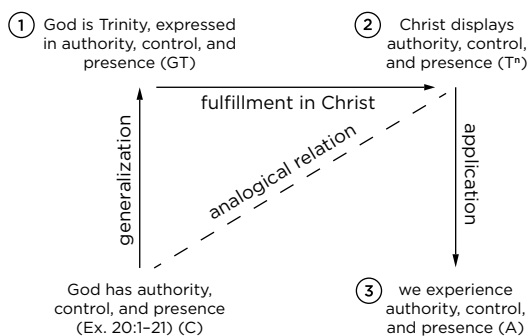 1 God is Trinity, expressed
in authority, control, and
presence (GT)
2 Christ displays
authority, control,
and presence (Tⁿ)
fulfillment in Christ
generalization
analogical relation
application
God has authority,
control, and presence
(Ex. 20:1–21) (C)
3 we experience
authority, control,
and presence (A)